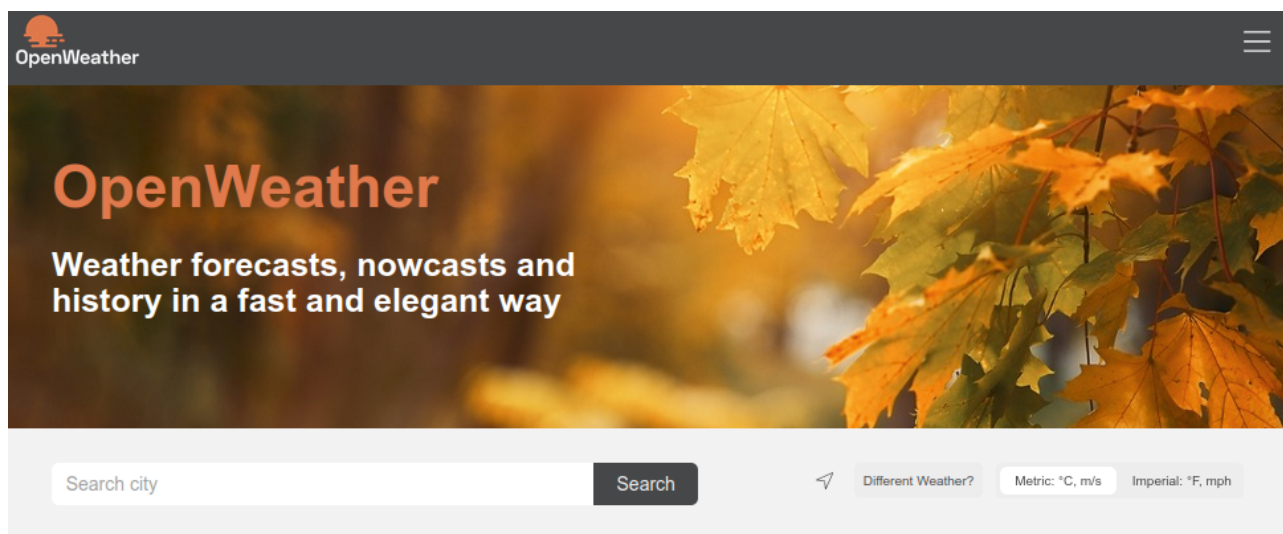 OpenWeather
OpenWeather
Weather forecasts, nowcasts and
history in a fast and elegant way
Search city
Search
Different Weather?
Metric: °C, m/s
Imperial: °F, mph